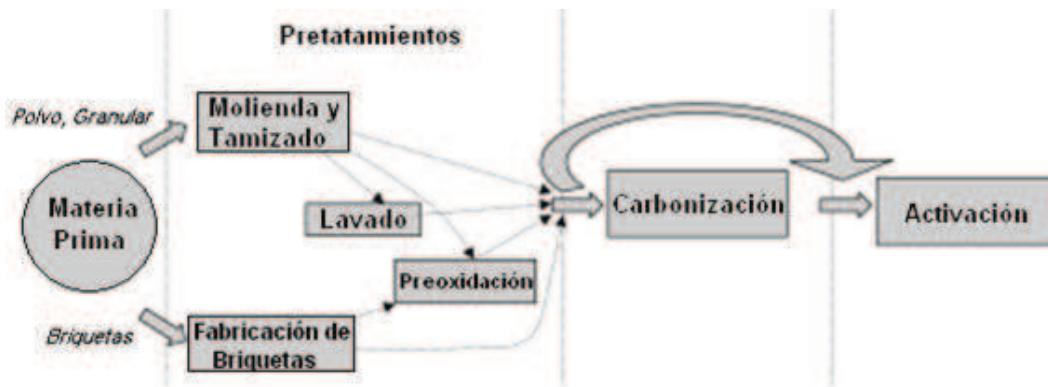 Pretatamientos
Polvo, Granular
Molienda y
Tamizado
Materia
Prima
Lavado
Carbonización
Activación
Preoxidación
Briquetas
Fabricación de
Briquetas